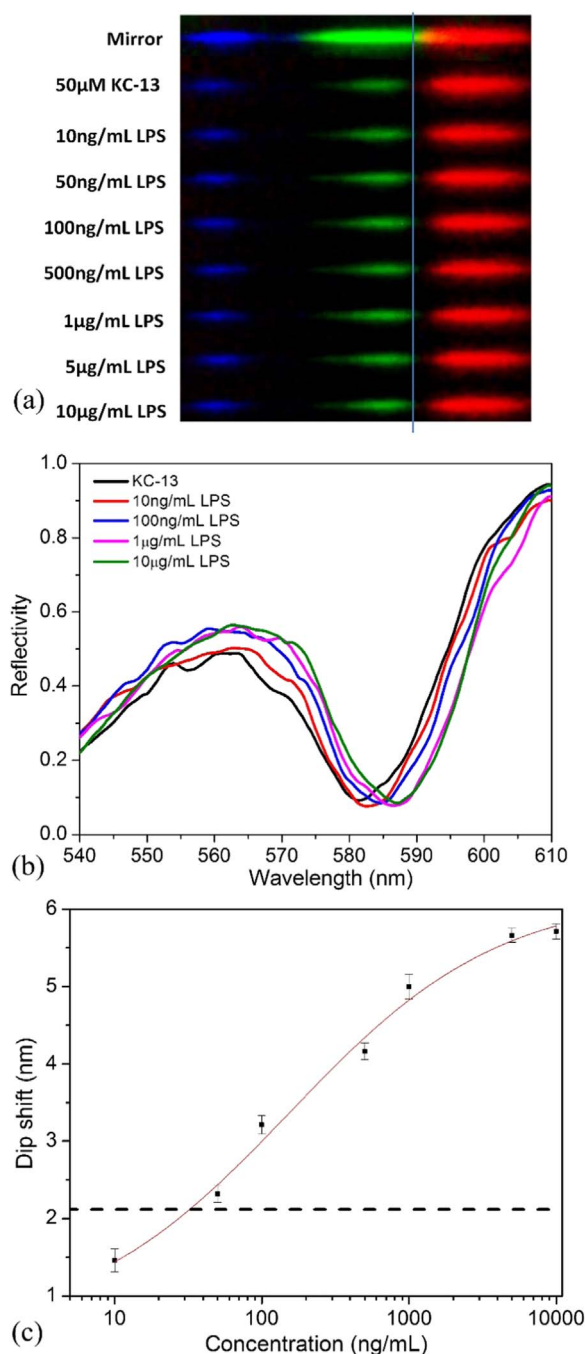 Mirror
50μM KC-13
10ng/mL LPS
50ng/mL LPS
100ng/mL LPS
500ng/mL LPS
1μg/mL LPS
5μg/mL LPS
10μg/mL LPS
(a)
1.0
0.8
0.6
0.4
0.2
0.0
Reflectivity
KC-13
10ng/mL LPS
100ng/mL LPS
1μg/mL LPS
10μg/mL LPS
540 550 560 570 580 590 600 610
Wavelength (nm)
(b)
6
5
4
3
2
1
Dip shift (nm)
10 100 1000 10000
Concentration (ng/mL)
(c)